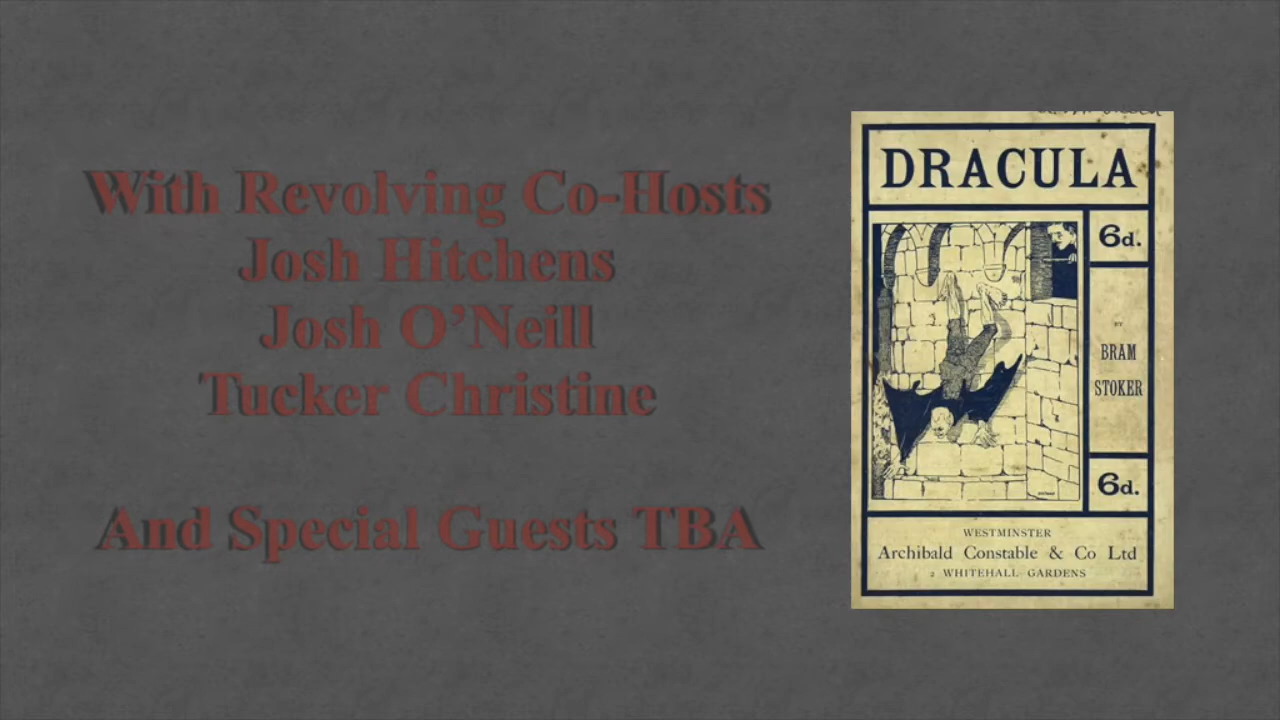 With Revolving Co-Hosts
Josh Hitchens
Josh O’Neill
Tucker Christine
And Special Guests TBA
DRACULA
6d.
BY
BRAM
STOKER
6d.
WESTMINSTER
Archibald Constable & Co Ltd
2 WHITEHALL GARDENS